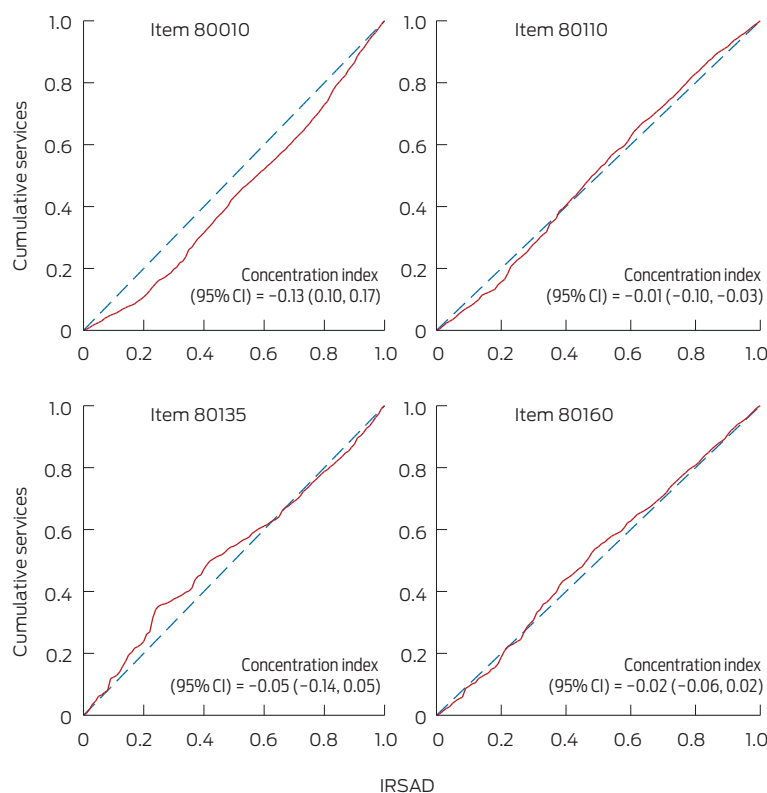 Item 80010
1.0
0.8
0.6
0.4
0.2
0
Cumulative services
Concentration index
(95% CI) = −0.13 (0.10, 0.17)
0 0.2 0.4 0.6 0.8 1.0
Item 80110
1.0
0.8
0.6
0.4
0.2
0
Concentration index
(95% CI) = −0.01 (−0.10, −0.03)
0 0.2 0.4 0.6 0.8 1.0
Item 80135
1.0
0.8
0.6
0.4
0.2
0
Cumulative services
Concentration index
(95% CI) = −0.05 (−0.14, 0.05)
0 0.2 0.4 0.6 0.8 1.0
Item 80160
1.0
0.8
0.6
0.4
0.2
0
Concentration index
(95% CI) = −0.02 (−0.06, 0.02)
0 0.2 0.4 0.6 0.8 1.0
IRSAD